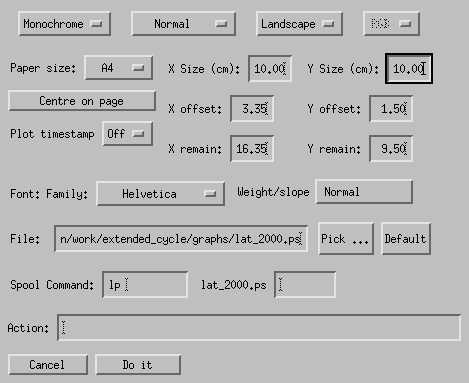 Monochrome Normal Landscape
Paper size: A4 X Size (cm): 10.00 Y Size (cm): 10.00
Centre on page X offset: 3.35 Y offset: 1.50
Plot timestamp Off
X remain: 16.35 Y remain: 9.50
Font: Family: Helvetica Weight/slope Normal
File: n/work/extended_cycle/graphs/lat_2000.ps Pick ... Default
Spool Command: lp lat_2000.ps
Action:
Cancel Do it